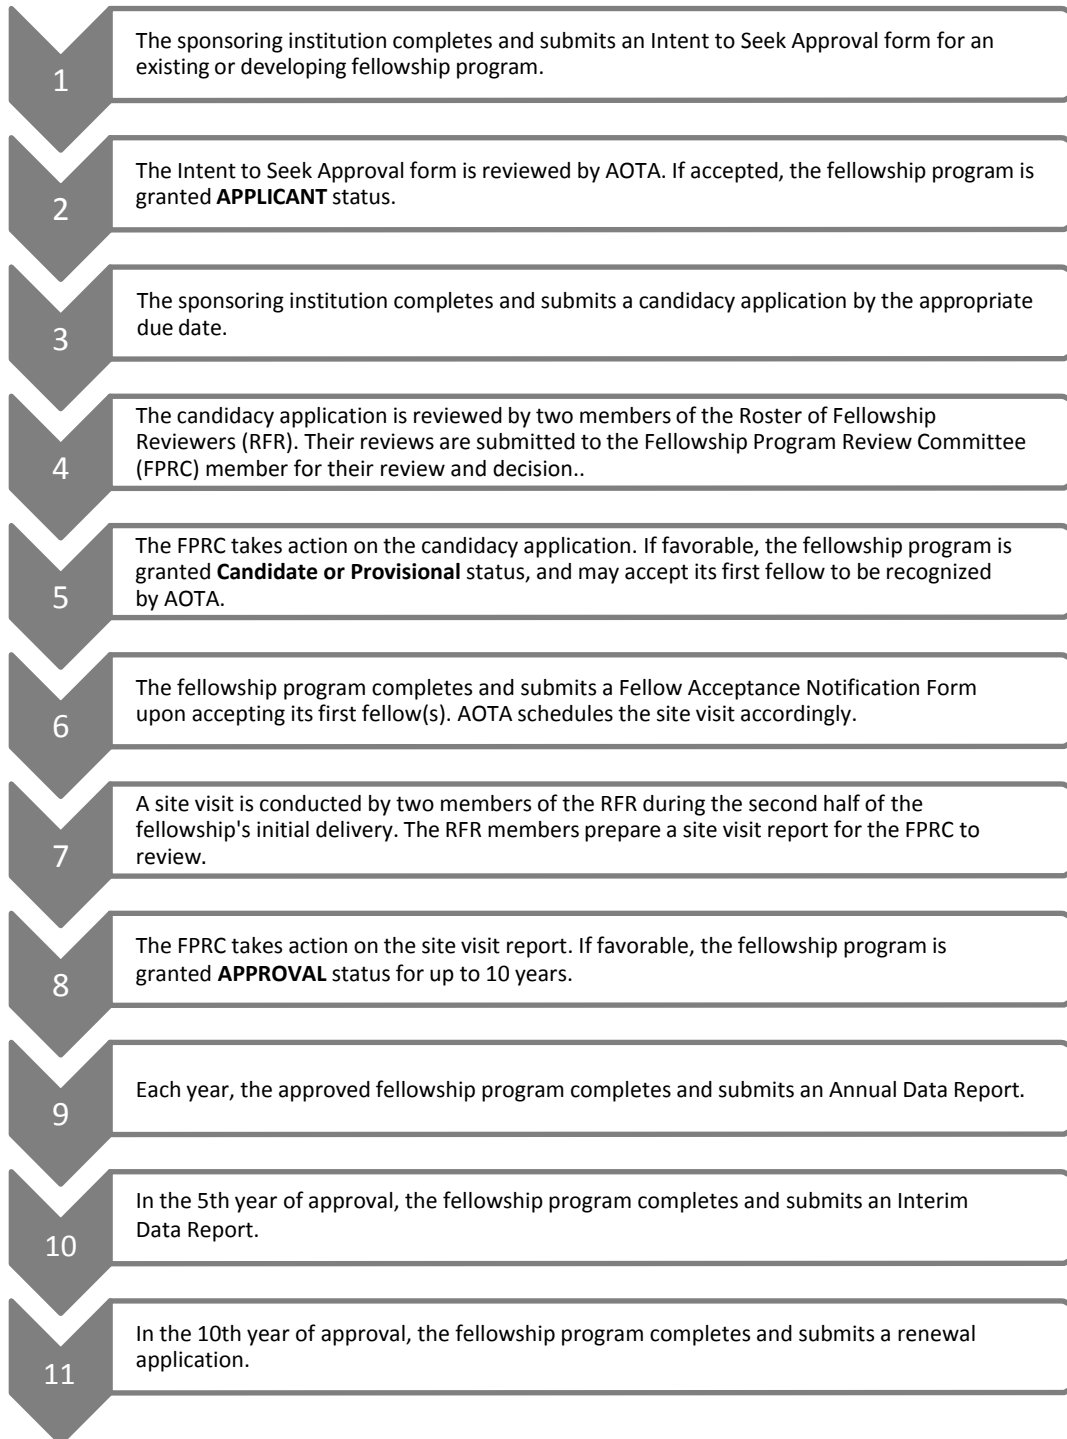 1
The sponsoring institution completes and submits an Intent to Seek Approval form for an
existing or developing fellowship program.
2
The Intent to Seek Approval form is reviewed by AOTA. If accepted, the fellowship program is
granted APPLICANT status.
3
The sponsoring institution completes and submits a candidacy application by the appropriate
due date.
4
The candidacy application is reviewed by two members of the Roster of Fellowship
Reviewers (RFR). Their reviews are submitted to the Fellowship Program Review Committee
(FPRC) member for their review and decision..
5
The FPRC takes action on the candidacy application. If favorable, the fellowship program is
granted Candidate or Provisional status, and may accept its first fellow to be recognized
by AOTA.
6
The fellowship program completes and submits a Fellow Acceptance Notification Form
upon accepting its first fellow(s). AOTA schedules the site visit accordingly.
7
A site visit is conducted by two members of the RFR during the second half of the
fellowship's initial delivery. The RFR members prepare a site visit report for the FPRC to
review.
8
The FPRC takes action on the site visit report. If favorable, the fellowship program is
granted APPROVAL status for up to 10 years.
9
Each year, the approved fellowship program completes and submits an Annual Data Report.
10
In the 5th year of approval, the fellowship program completes and submits an Interim
Data Report.
11
In the 10th year of approval, the fellowship program completes and submits a renewal
application.